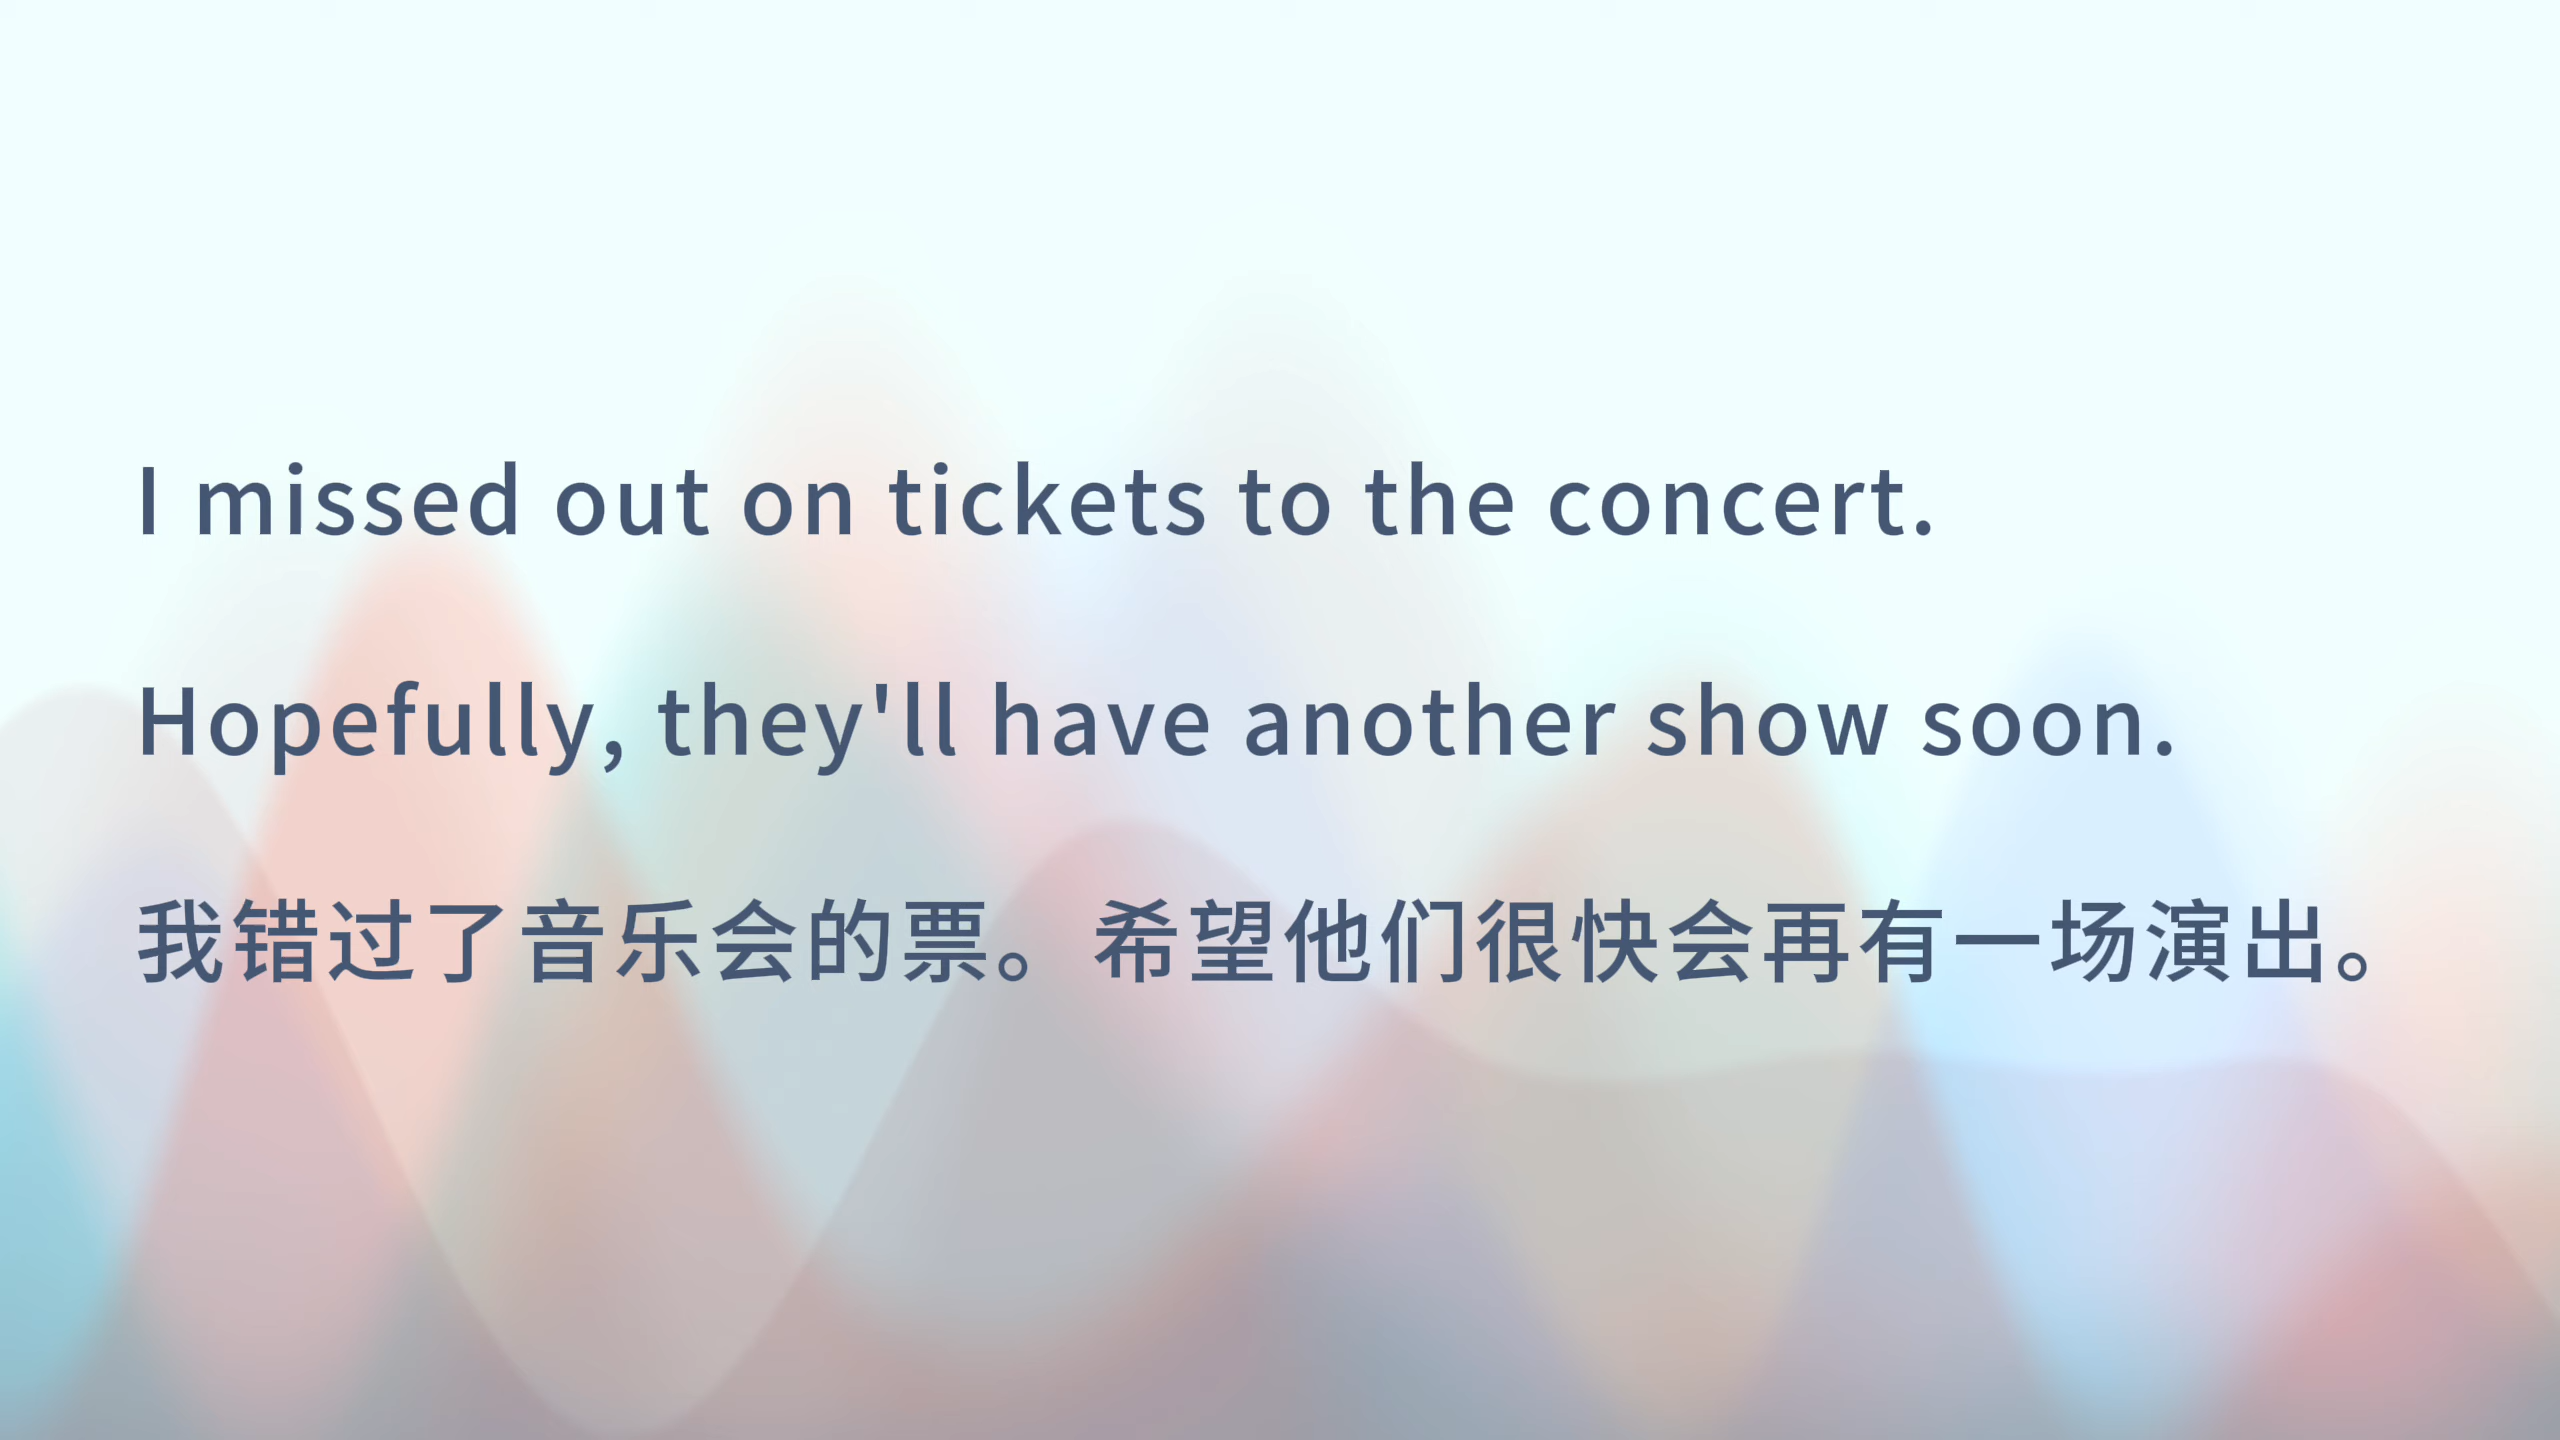 I missed out on tickets to the concert.
Hopefully, they'll have another show soon.
我错过了音乐会的票。希望他们很快会再有一场演出。